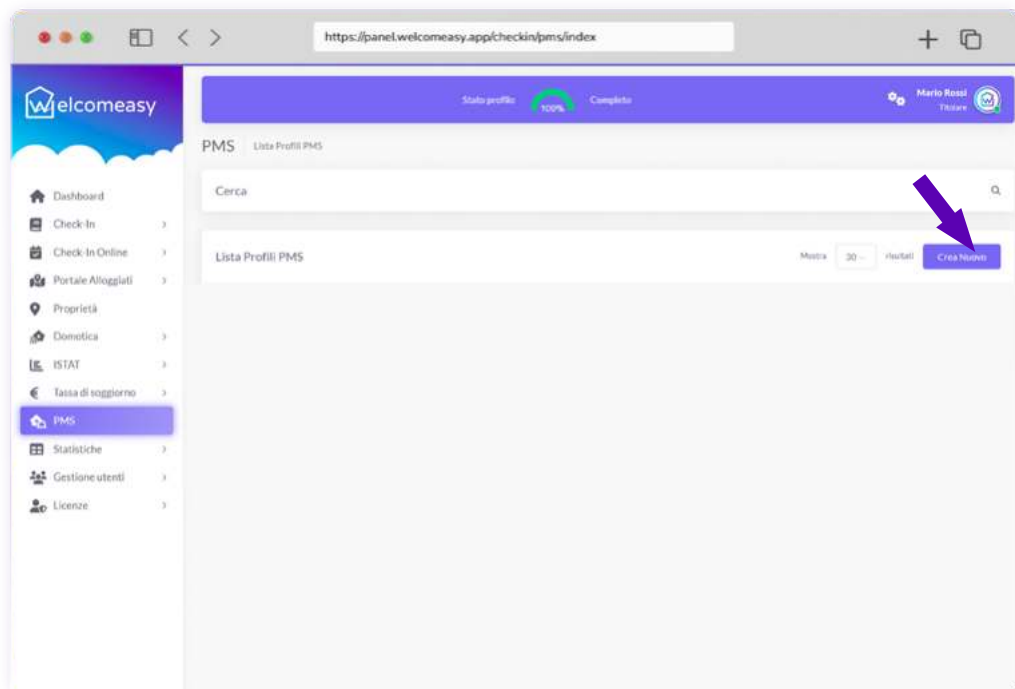 https://panel.welcomeasy.app/checkin/pms/index
Welcomeasy
Stato profilo 100% Completo
Mario Rossi
Titolare
PMS Lista Profili PMS
Cerca
Lista Profili PMS Mostra 20 risultati Crea Nuovo
Dashboard
Check-In
Check-In Online
Portale Alloggiati
Proprietà
Domotica
ISTAT
Tassa di soggiorno
PMS
Statistiche
Gestione utenti
Licenze